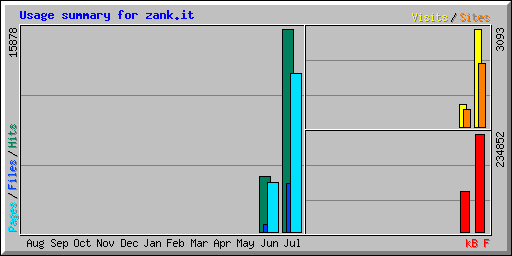 Usage summary for zank.it
Visits/Sites
15378
3093
234852
Pages/Files/Hits
Aug Sep Oct Nov Dec Jan Feb Mar Apr May Jun Jul
kB F